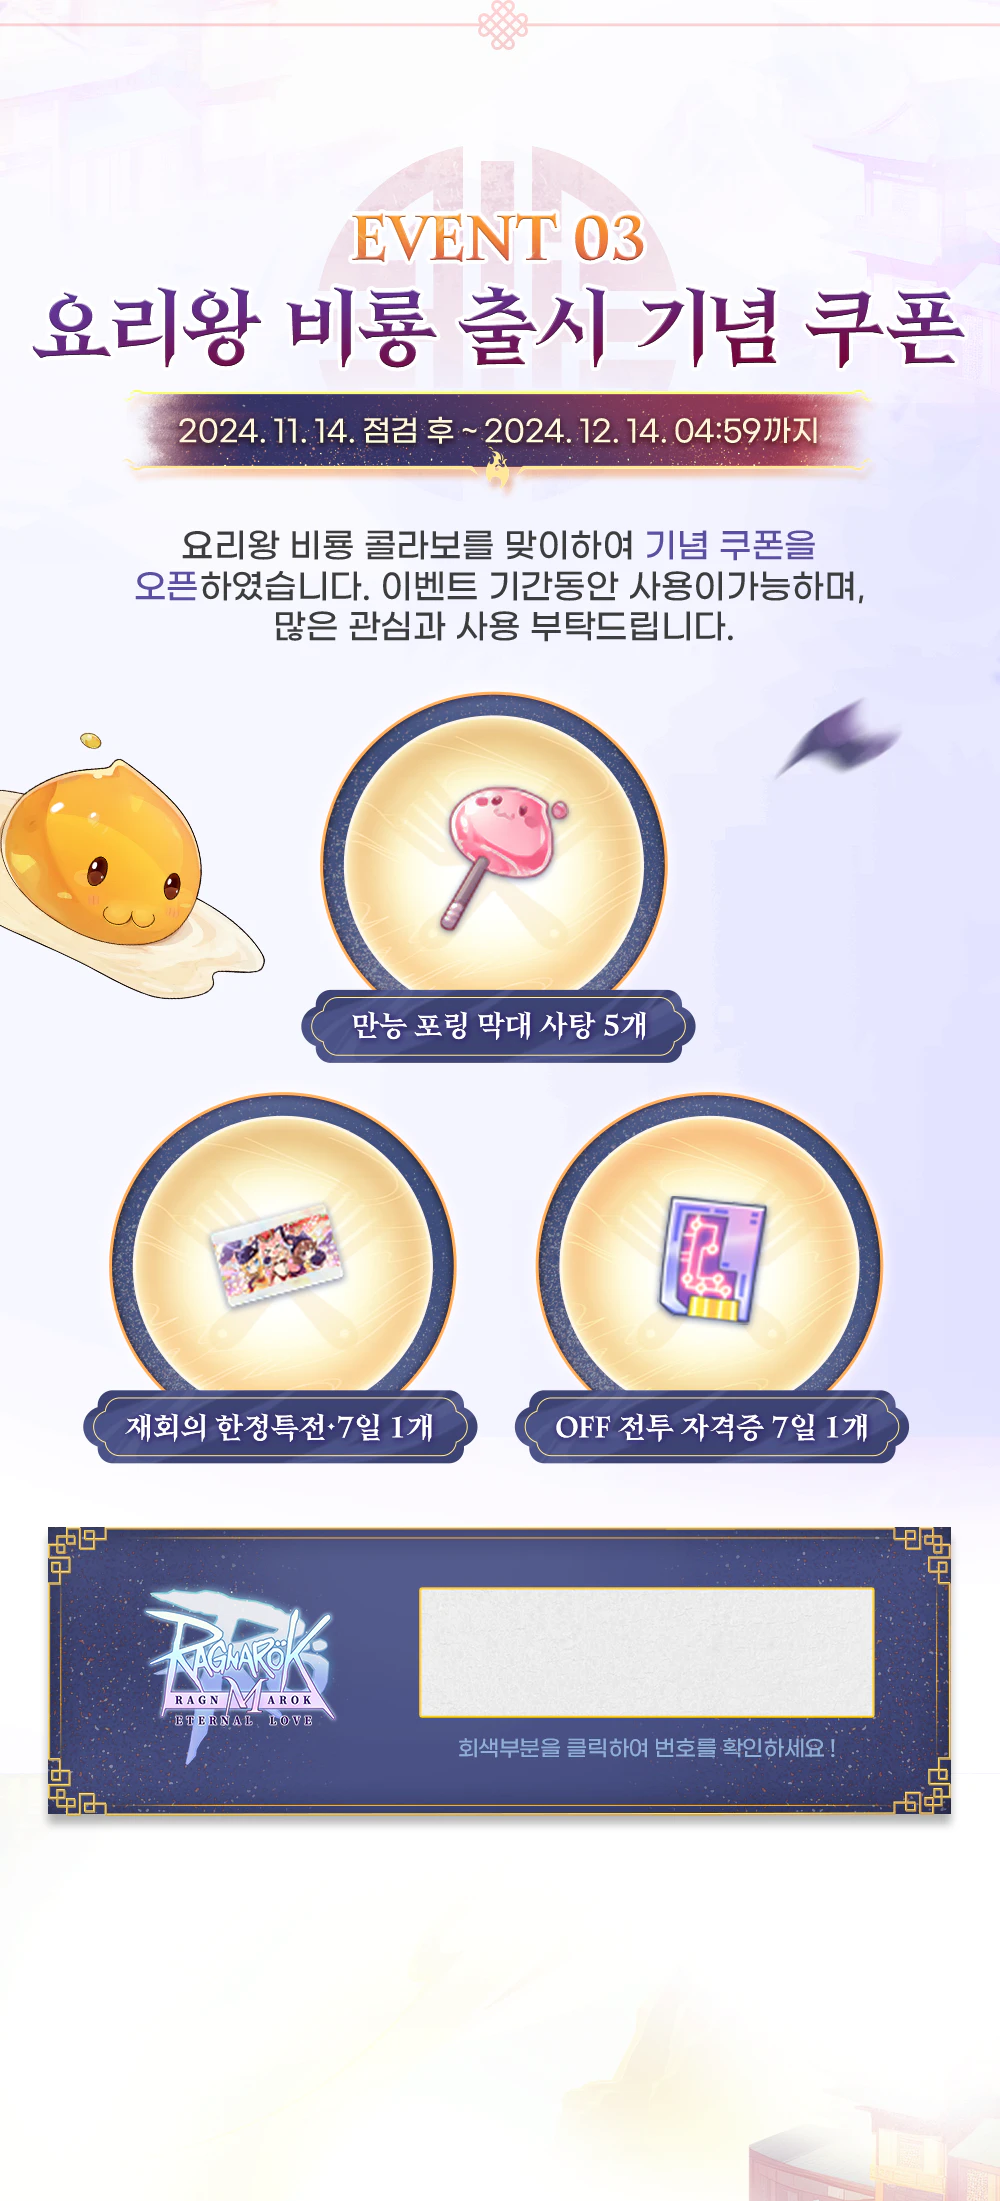 EVENT 03
요리왕 비룡 출시 기념 쿠폰
2024. 11. 14. 점검 후 ~ 2024. 12. 14. 04:59까지
요리왕 비룡 콜라보를 맞이하여 기념 쿠폰을
오픈하였습니다. 이벤트 기간동안 사용이가능하며,
많은 관심과 사용 부탁드립니다.
만능 포링 막대 사탕 5개
재회의 한정특전·7일 1개
OFF 전투 자격증 7일 1개
RAGNARÖK
RAGN M AROK
ETERNAL LOVE
회색부분을 클릭하여 번호를 확인하세요 !